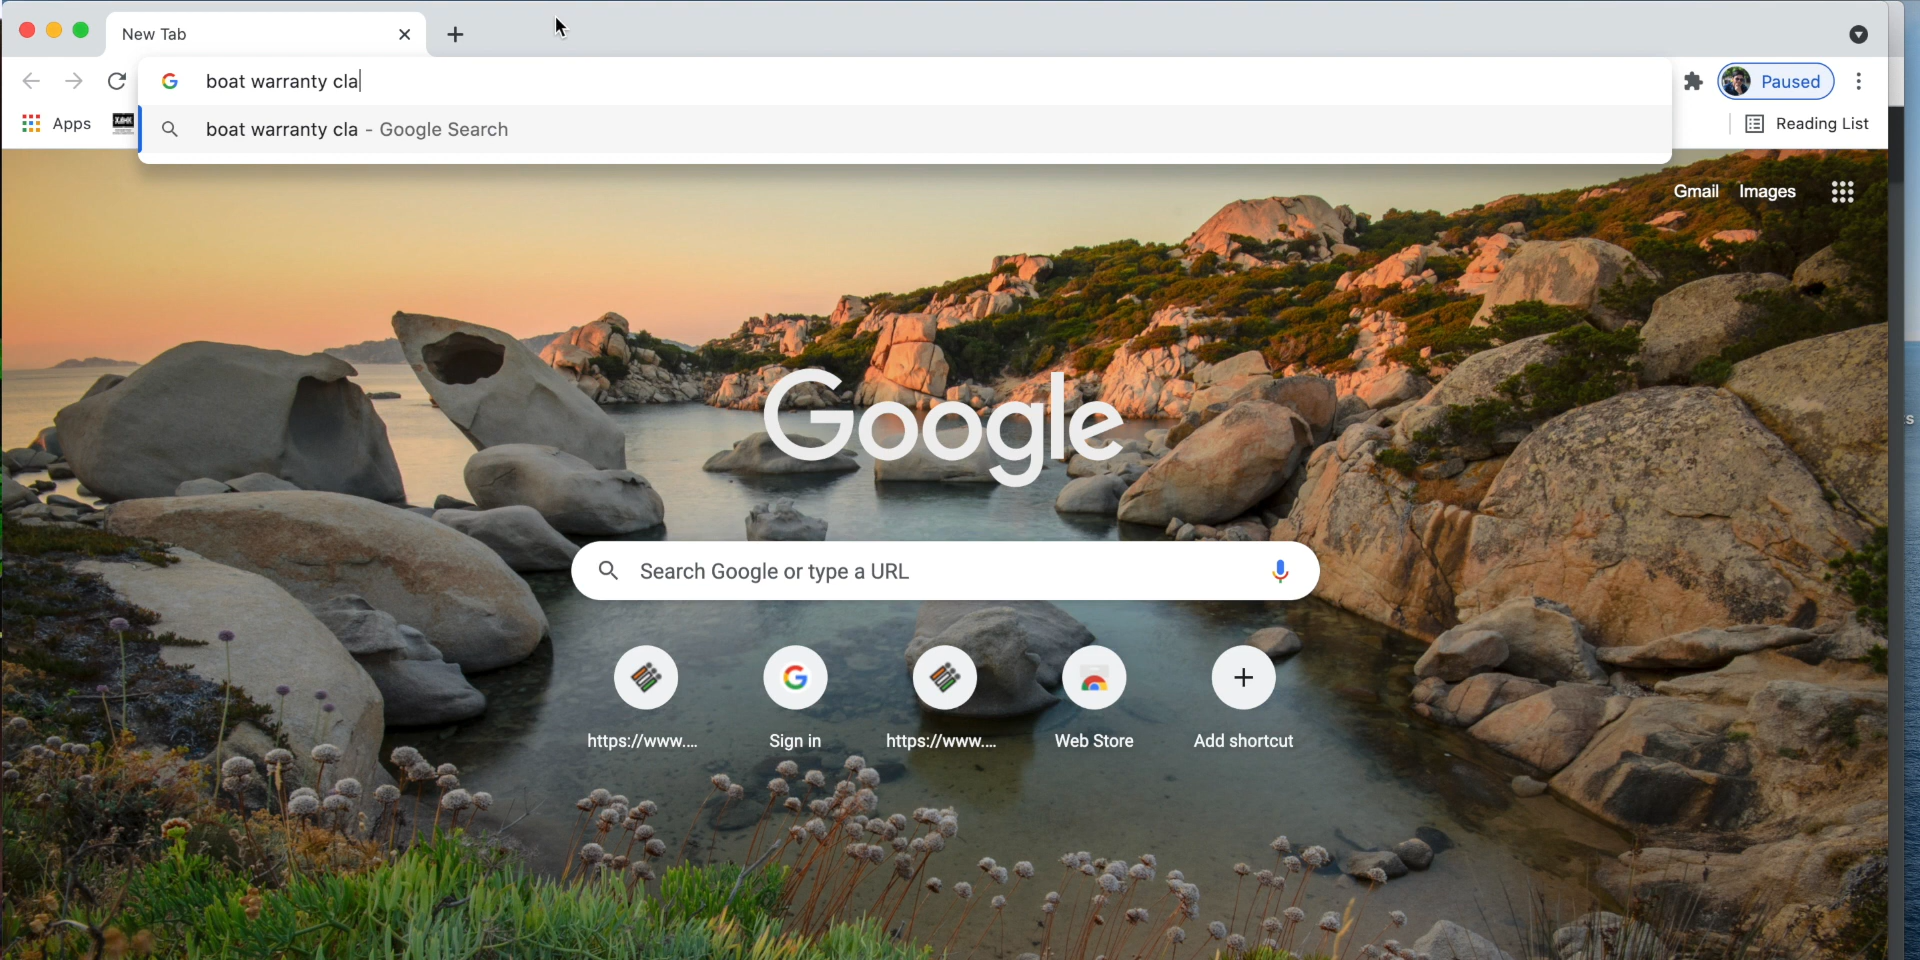 New Tab
boat warranty cla
Paused
boat warranty cla - Google Search
Apps
Reading List
Gmail
Images
Google
Search Google or type a URL
https://www....
Sign in
https://www....
Web Store
Add shortcut